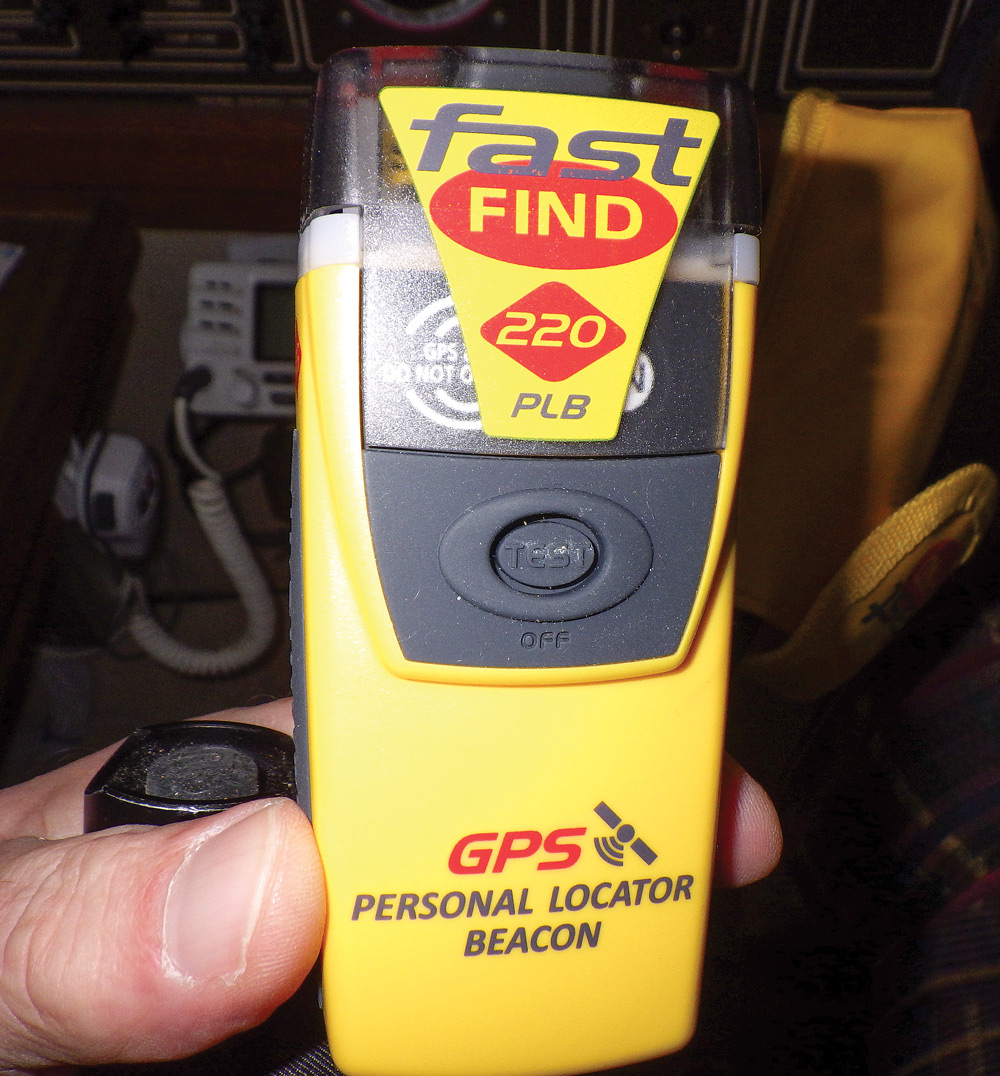 fast
FIND
220
GPS
DO NOT
PLB
TEST
OFF
GPS
PERSONAL LOCATOR
BEACON